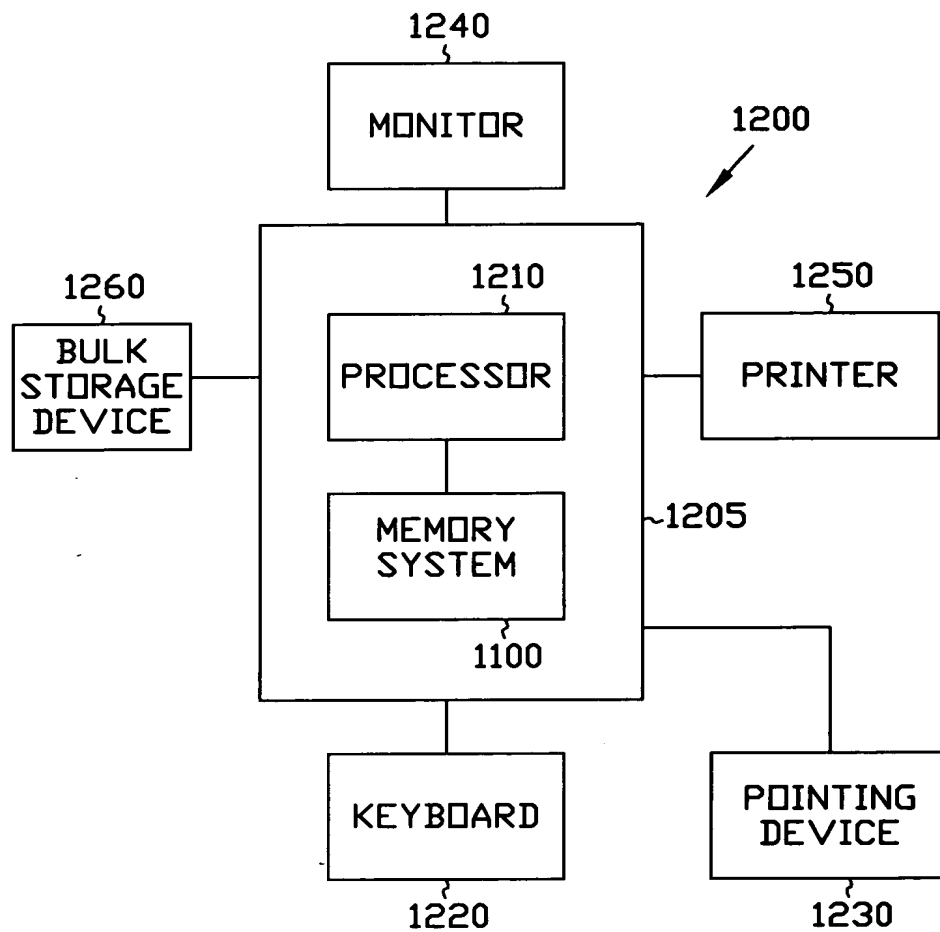 1240
MONITOR
1200
1260
BULK
STORAGE
DEVICE
1210
PROCESSOR
1250
PRINTER
MEMORY
SYSTEM
1205
1100
KEYBOARD
1220
POINTING
DEVICE
1230